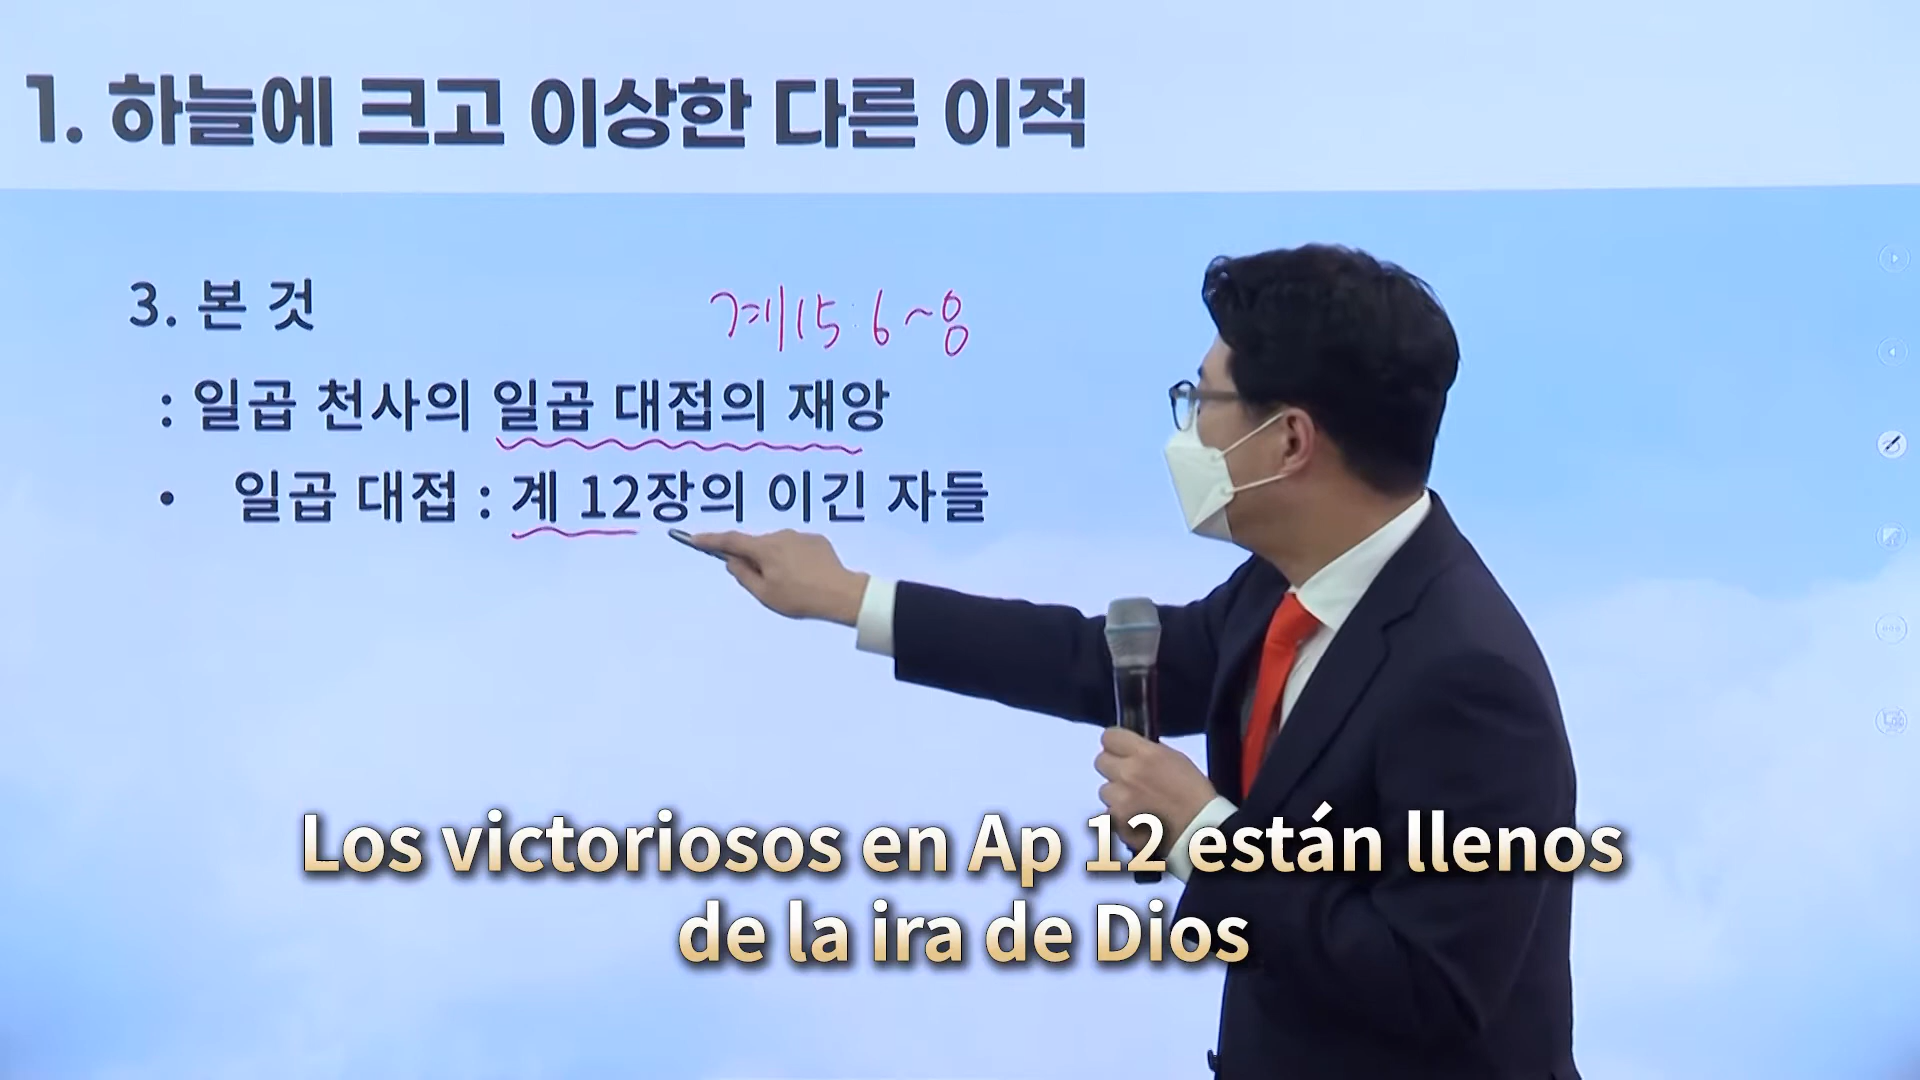 1. 하늘에 크고 이상한 다른 이적
3. 본 것
계 15:6~8
: 일곱 천사의 일곱 대접의 재앙
• 일곱 대접 : 계 12장의 이긴 자들
Los victoriosos en Ap 12 están llenos
de la ira de Dios